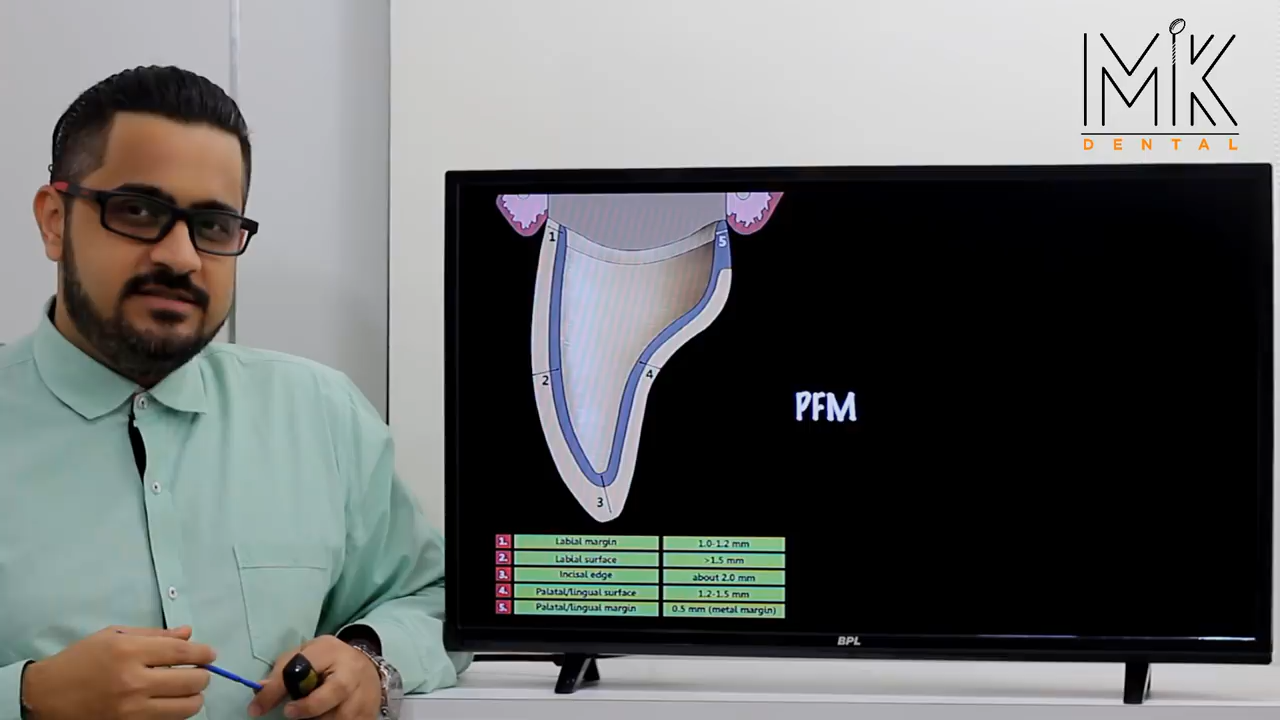 MIK
DENTAL
1
5
2
4
3
PFM
1. Labial margin 1.0-1.2 mm
2. Labial surface >1.5 mm
3. Incisal edge about 2.0 mm
4. Palatal/lingual surface 1.2-1.5 mm
5. Palatal/lingual margin 0.5 mm (metal margin)
BPL